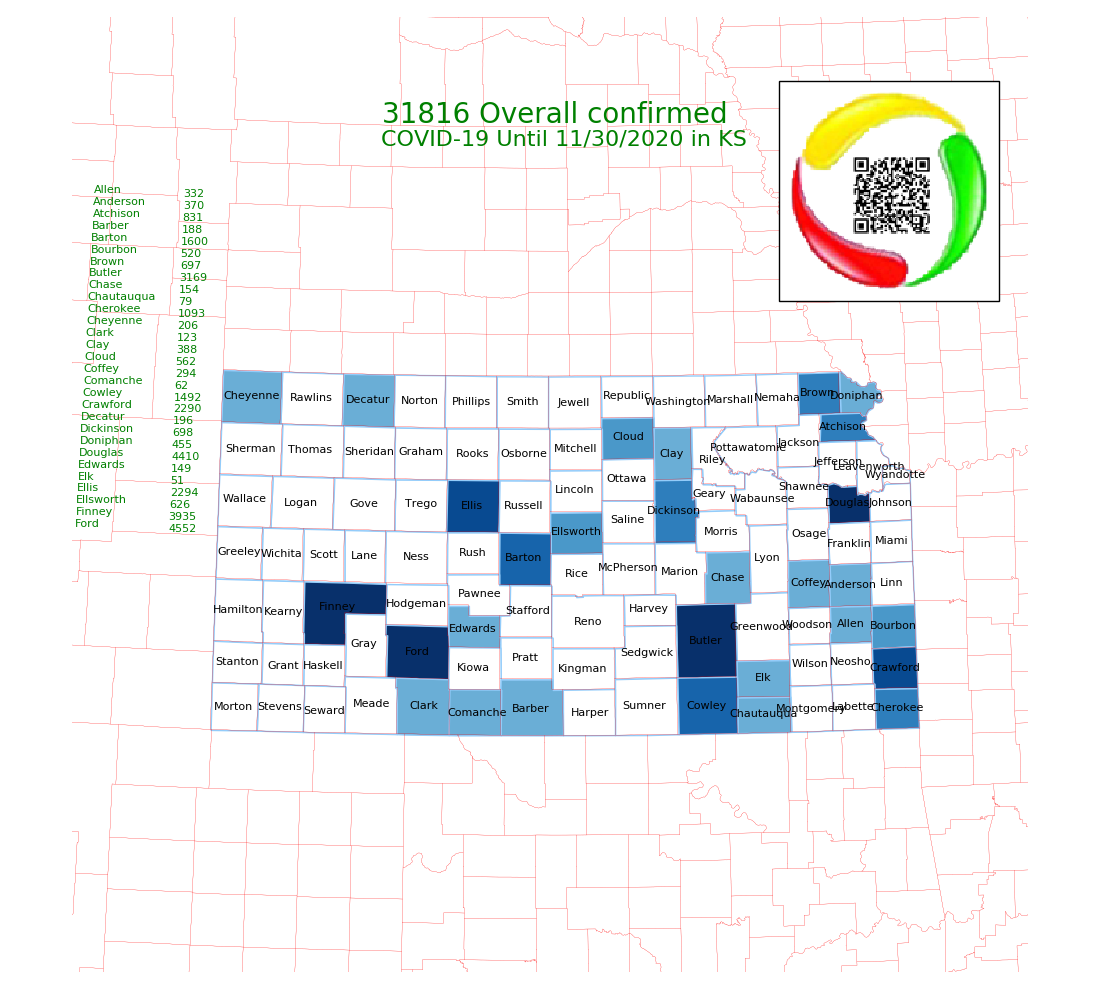 31816 Overall confirmed
COVID-19 Until 11/30/2020 in KS
Allen 332
Anderson 370
Atchison 831
Barber 188
Barton 1600
Bourbon 520
Brown 697
Butler 3169
Chase 154
Chautauqua 79
Cherokee 1093
Cheyenne 206
Clark 123
Clay 388
Cloud 562
Coffey 294
Comanche 62
Cowley 1492
Crawford 2290
Decatur 196
Dickinson 698
Doniphan 455
Douglas 4410
Edwards 149
Elk 51
Ellis 2294
Ellsworth 626
Finney 3935
Ford 4552
Cheyenne Rawlins Decatur Norton Phillips Smith Jewell Republic Washington Marshall Nemaha Brown Doniphan
Atchison
Sherman Thomas Sheridan Graham Rooks Osborne Mitchell Cloud Clay Riley Pottawatomie Jackson Jefferson Leavenworth Wyandotte
Wallace Logan Gove Trego Ellis Russell Lincoln Ottawa Saline Dickinson Geary Wabaunsee Shawnee Douglas Johnson
Greeley Wichita Scott Lane Ness Rush Barton Ellsworth Rice McPherson Marion Morris Lyon Osage Franklin Miami
Hamilton Kearny Finney Hodgeman Pawnee Stafford Reno Harvey Chase Coffey Anderson Linn
Gray Ford Edwards Sedgwick Butler Greenwood Woodson Allen Bourbon
Stanton Grant Haskell Kiowa Pratt Kingman Elk Wilson Neosho Crawford
Morton Stevens Seward Meade Clark Comanche Barber Harper Sumner Cowley Chautauqua Montgomery Labette Cherokee